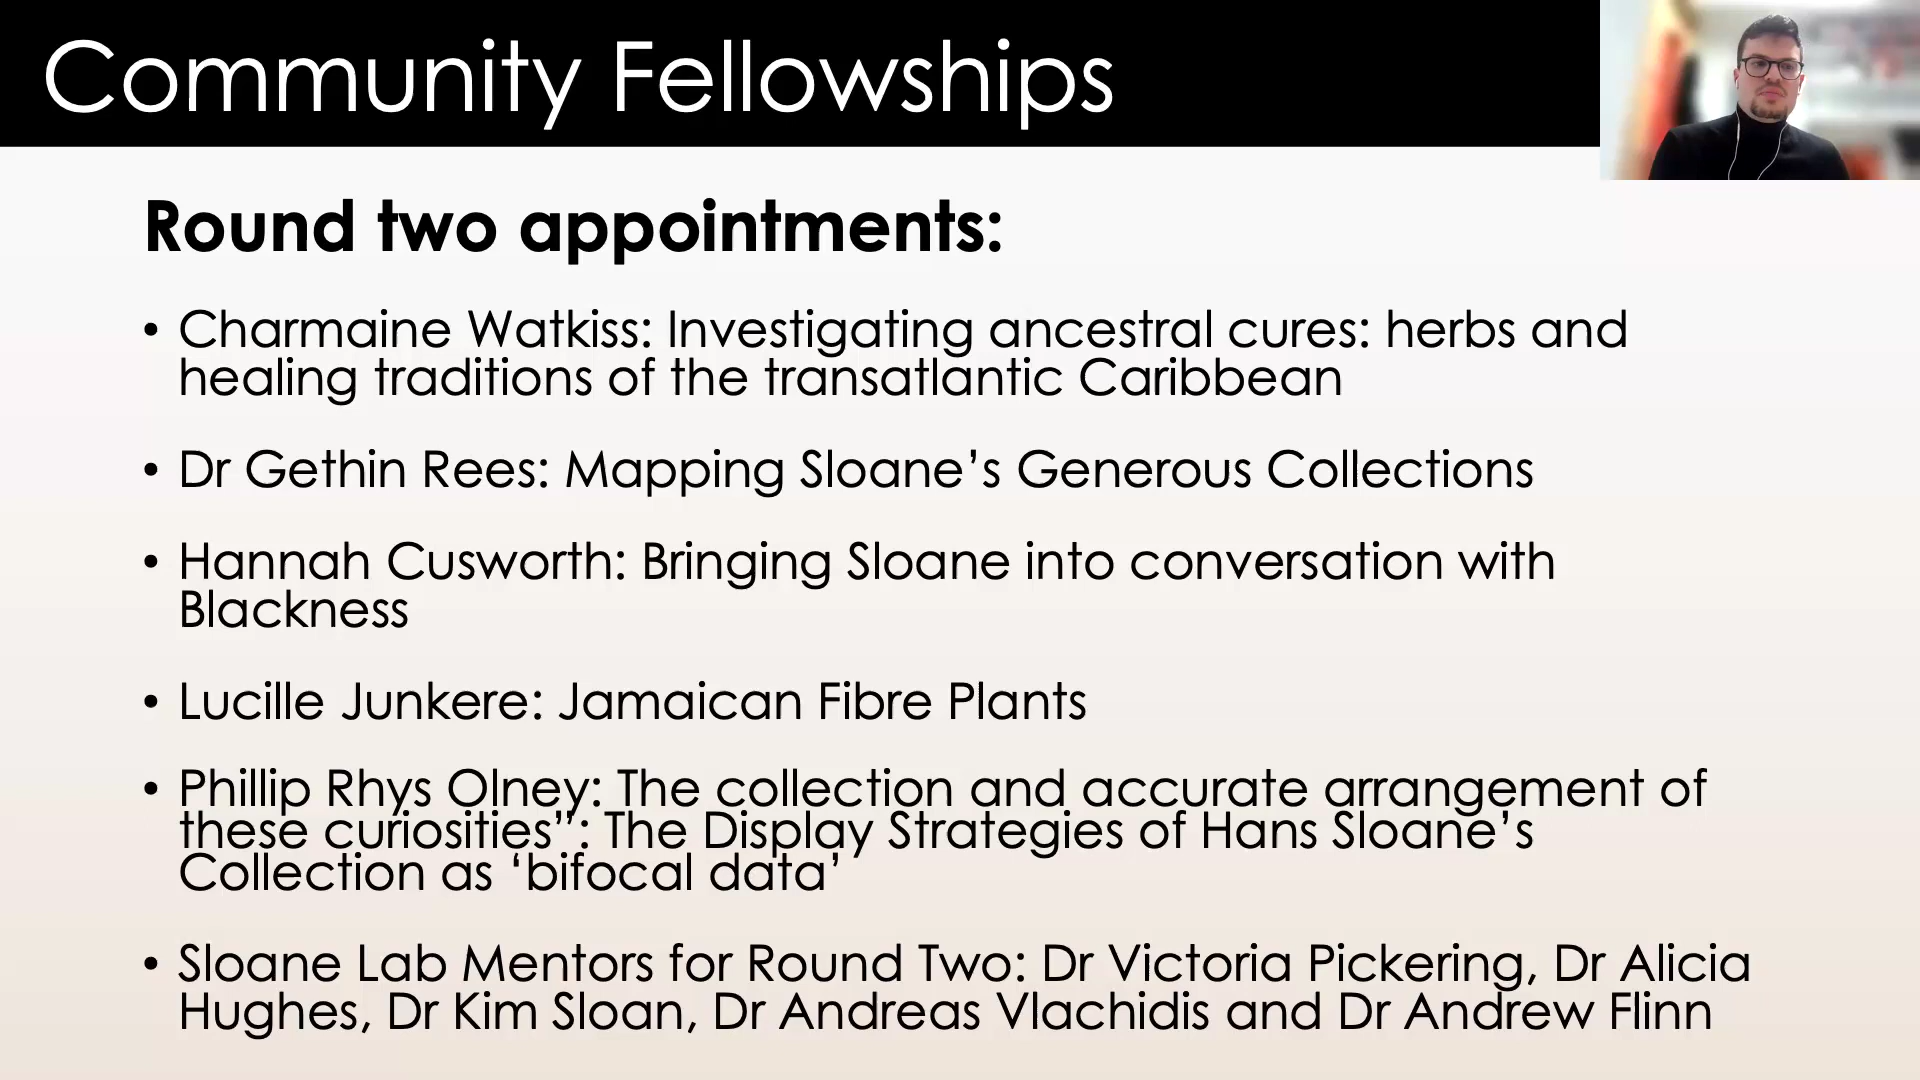 Community Fellowships
Round two appointments:
• Charmaine Watkiss: Investigating ancestral cures: herbs and
healing traditions of the transatlantic Caribbean
• Dr Gethin Rees: Mapping Sloane’s Generous Collections
• Hannah Cusworth: Bringing Sloane into conversation with
Blackness
• Lucille Junkere: Jamaican Fibre Plants
• Phillip Rhys Olney: The collection and accurate arrangement of
these curiosities”: The Display Strategies of Hans Sloane’s
Collection as ‘bifocal data’
• Sloane Lab Mentors for Round Two: Dr Victoria Pickering, Dr Alicia
Hughes, Dr Kim Sloan, Dr Andreas Vlachidis and Dr Andrew Flinn